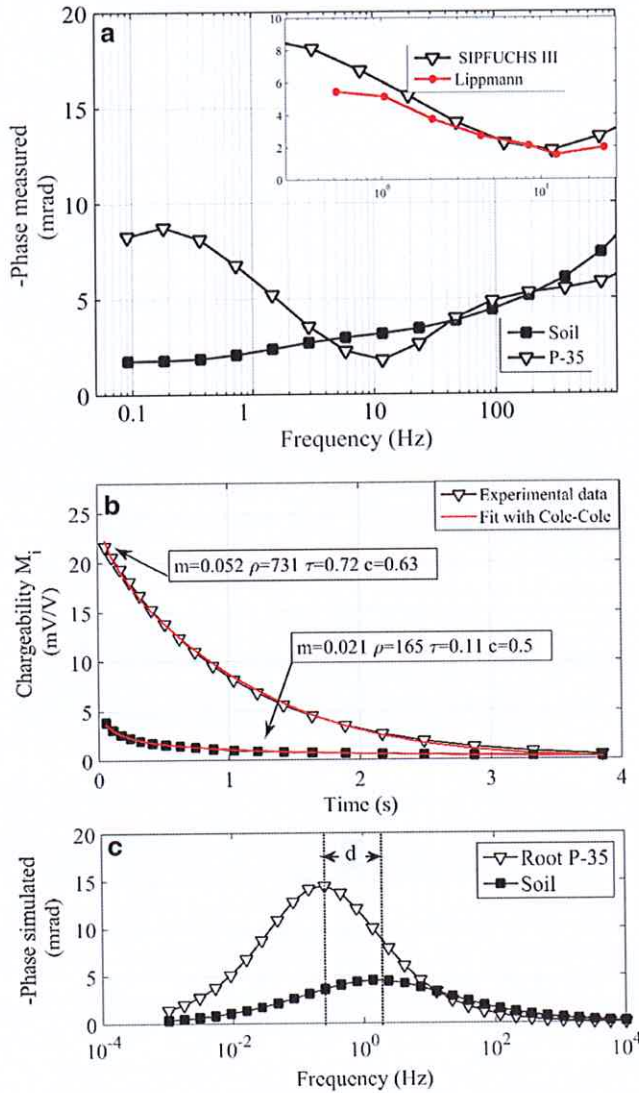 a
20
15
10
5
0
-Phase measured
(mrad)
10
8
6
4
2
0
SIPFUCHS III
Lippmann
10⁰
10¹
Soil
P-35
0.1
1
10
100
Frequency (Hz)
b
25
20
15
10
5
0
Chargeability Mᵢ
(mV/V)
Experimental data
Fit with Cole-Cole
m=0.052 ρ=731 τ=0.72 c=0.63
m=0.021 ρ=165 τ=0.11 c=0.5
0
1
2
3
4
Time (s)
c
20
15
10
5
0
-Phase simulated
(mrad)
d
Root P-35
Soil
10⁻⁴
10⁻²
10⁰
10²
10⁴
Frequency (Hz)